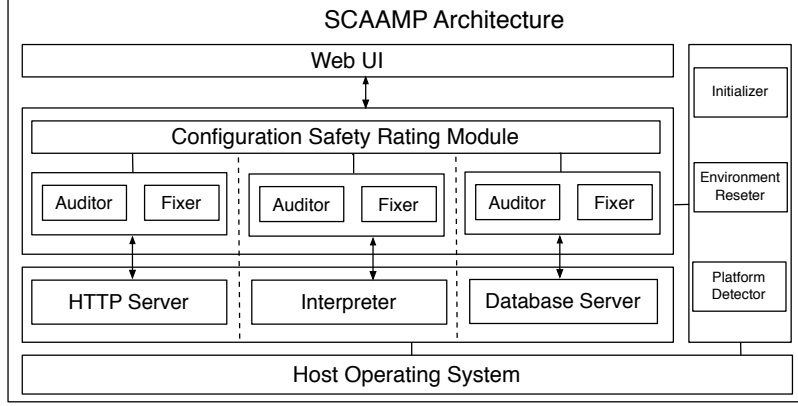 SCAAMP Architecture
Web UI
Configuration Safety Rating Module
Auditor
Fixer
Auditor
Fixer
Auditor
Fixer
HTTP Server
Interpreter
Database Server
Host Operating System
Initializer
Environment
Reseter
Platform
Detector